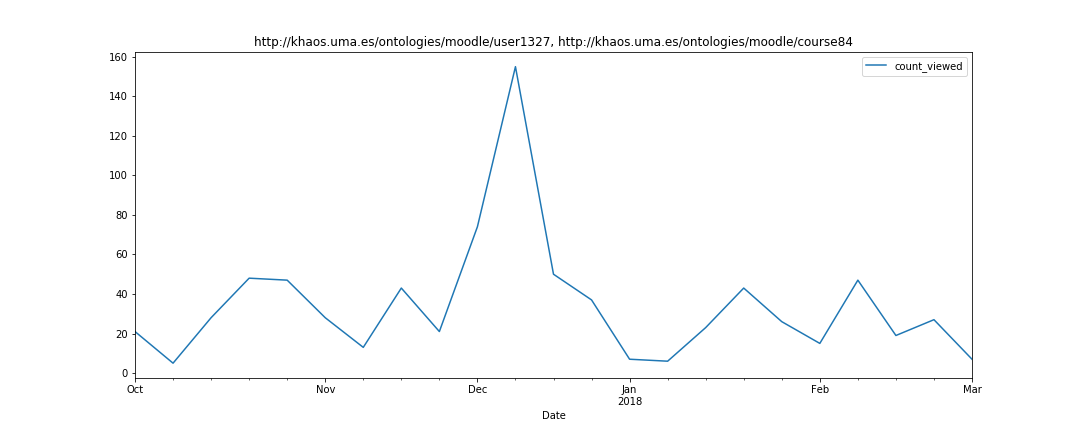 http://khaos.uma.es/ontologies/moodle/user1327, http://khaos.uma.es/ontologies/moodle/course84
count_viewed
160
140
120
100
80
60
40
20
0
Oct Nov Dec Jan Feb Mar
2018
Date